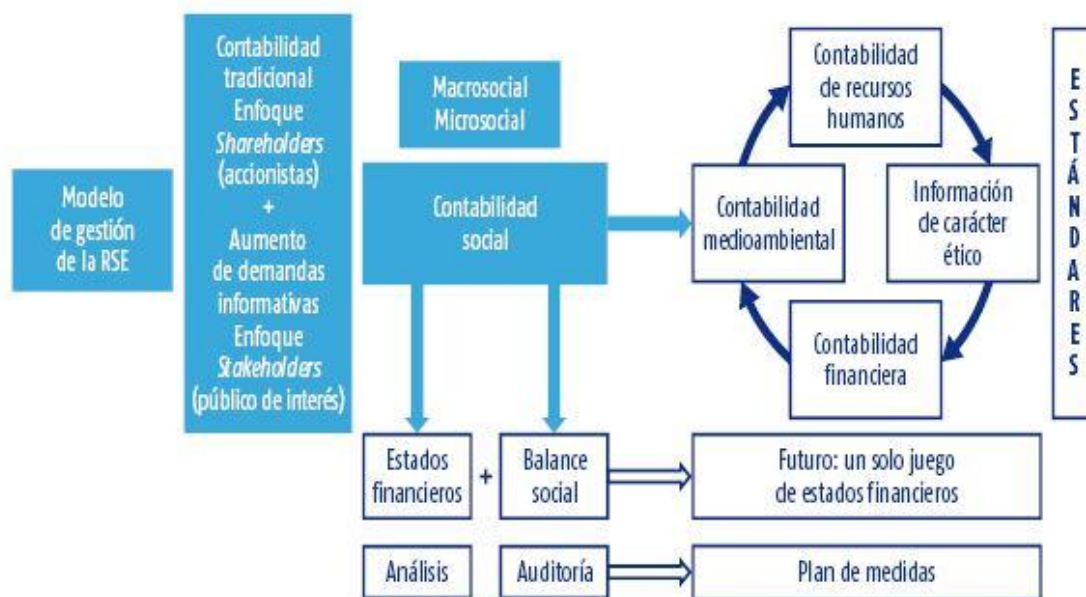 Modelo
de gestión
de la RSE
Contabilidad
tradicional
Enfoque
Shareholders
(accionistas)
+
Aumento
de demandas
informativas
Enfoque
Stakeholders
(público de interés)
Macrosocial
Microsocial
Contabilidad
social
Contabilidad
de recursos
humanos
Contabilidad
medioambiental
Información
de carácter
ético
Contabilidad
financiera
ESTÁNDARES
Estados
financieros
+
Balance
social
Futuro: un solo juego
de estados financieros
Análisis
Auditoría
Plan de medidas